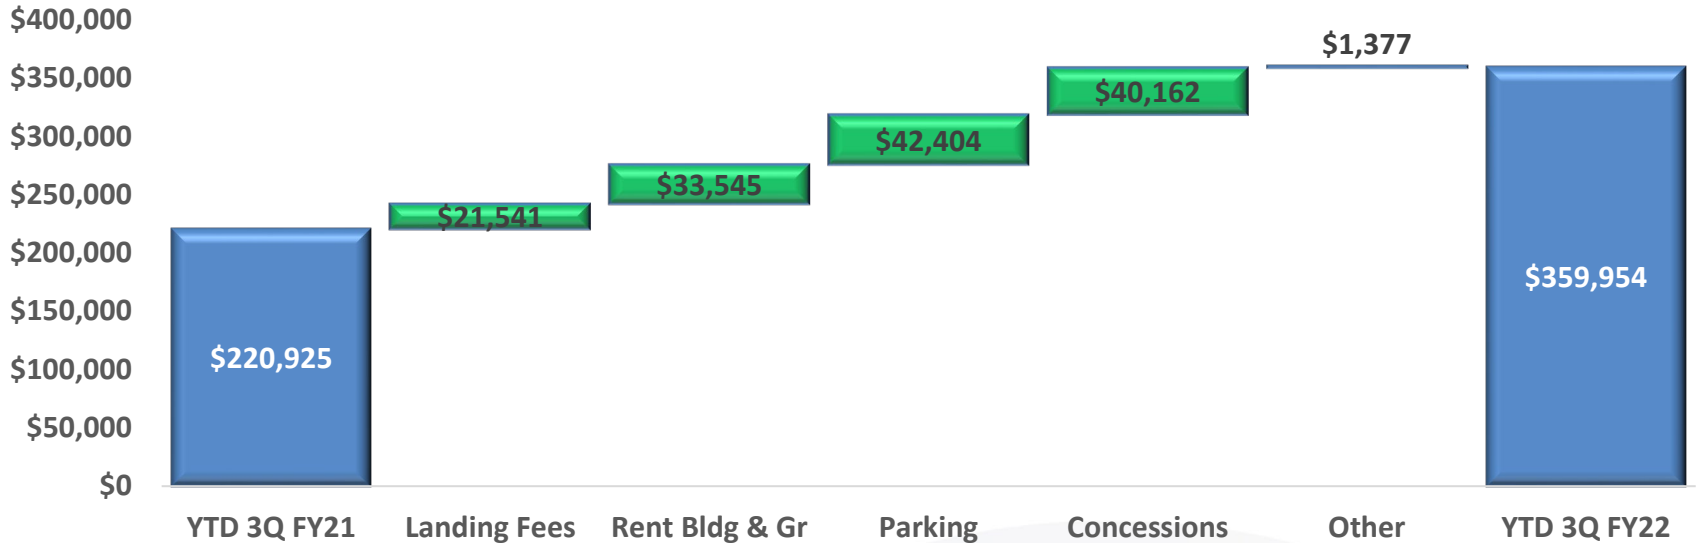 $400,000
$350,000
$300,000
$250,000
$200,000
$150,000
$100,000
$50,000
$0
$220,925
$21,541
$33,545
$42,404
$40,162
$1,377
$359,954
YTD 3Q FY21
Landing Fees
Rent Bldg & Gr
Parking
Concessions
Other
YTD 3Q FY22